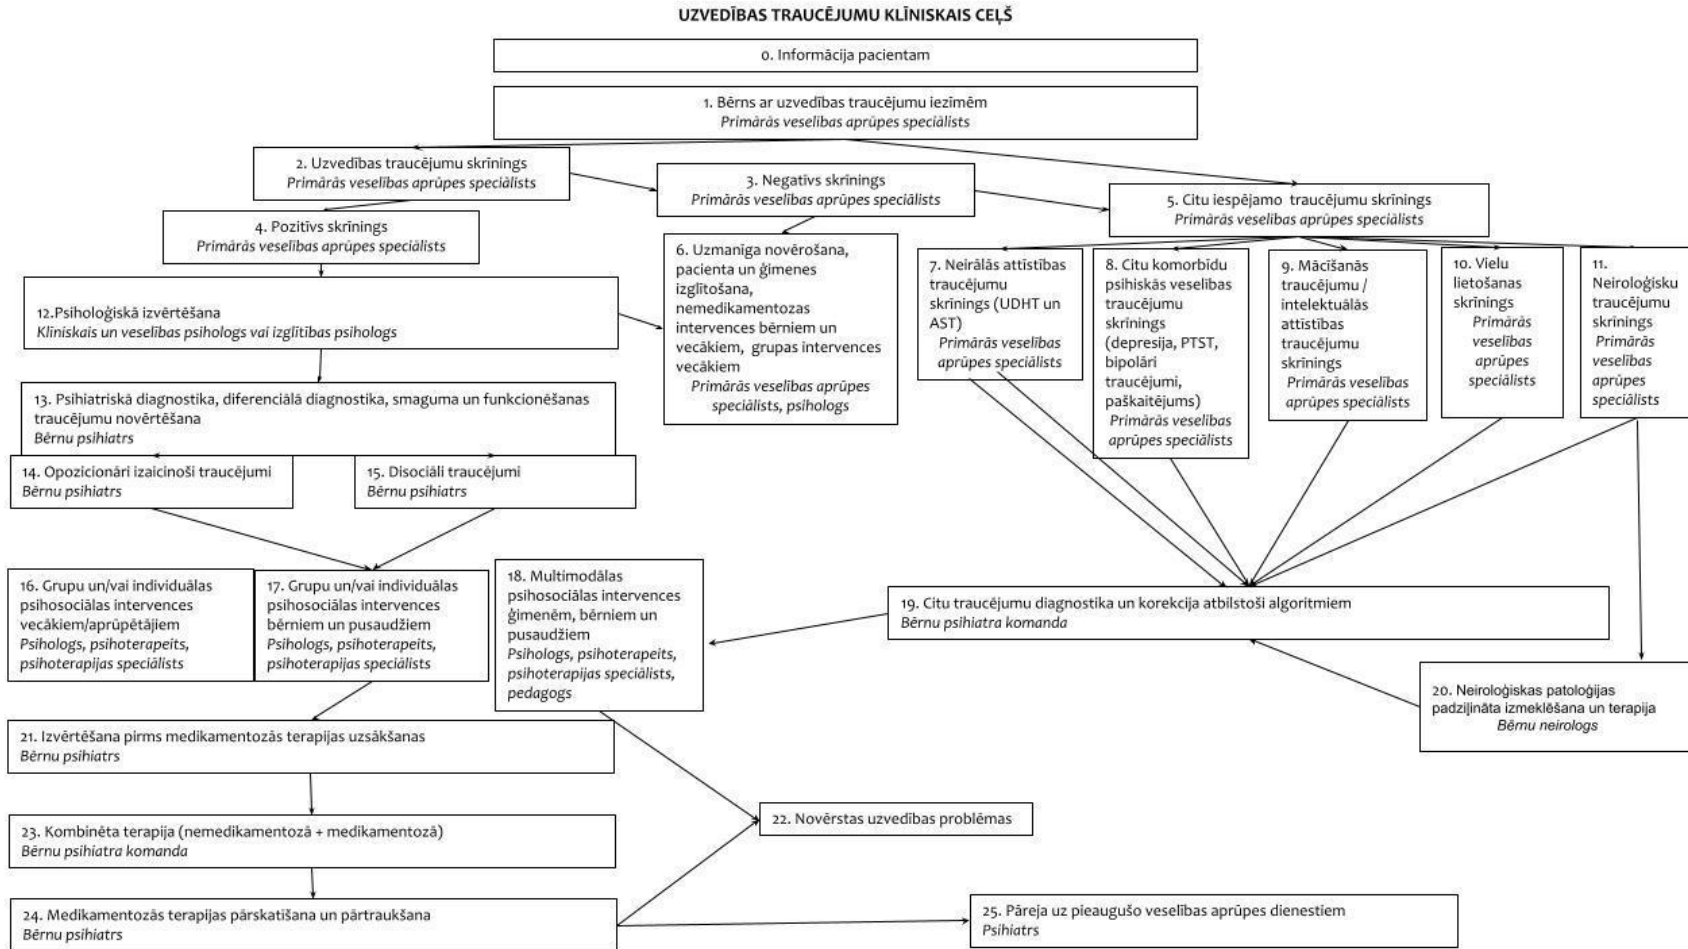 UZVEDĪBAS TRAUCĒJUMU KLĪNISKAIS CEĻŠ
0. Informācija pacientam
1. Bērns ar uzvedības traucējumu iezīmēm
Primārās veselības aprūpes speciālists
2. Uzvedības traucējumu skrīnings
Primārās veselības aprūpes speciālists
3. Negatīvs skrīnings
Primārās veselības aprūpes speciālists
4. Pozitīvs skrīnings
Primārās veselības aprūpes speciālists
5. Citu iespējamo traucējumu skrīnings
Primārās veselības aprūpes speciālists
6. Uzmanīga novērošana,
pacienta un ģimenes
izglītošana,
nemedikamentozas
intervences bērniem un
vecākiem, grupas intervences
vecākiem
Primārās veselības aprūpes
speciālists, psihologs
7. Neirālās attīstības
traucējumu
skrīnings (UDHT un
AST)
Primārās veselības
aprūpes speciālists
8. Citu komorbīdu
psihiskās veselības
traucējumu
skrīnings
(depresija, PTST,
bipolāri
traucējumi,
paškaitējums)
Primārās veselības
aprūpes speciālists
9. Mācīšanās
traucējumu /
intelektuālās
attīstības
traucējumu
skrīnings
Primārās veselības
aprūpes speciālists
10. Vielu
lietošanas
skrīnings
Primārās
veselības
aprūpes
speciālists
11.
Neiroloģisku
traucējumu
skrīnings
Primārās
veselības
aprūpes
speciālists
12.Psiholoģiskā izvērtēšana
Klīniskais un veselības psihologs vai izglītības psihologs
13. Psihiatriskā diagnostika, diferenciālā diagnostika, smaguma un funkcionēšanas
traucējumu novērtēšana
Bērnu psihiatrs
14. Opozicionāri izaicinoši traucējumi
Bērnu psihiatrs
15. Disociāli traucējumi
Bērnu psihiatrs
16. Grupu un/vai individuālas
psihosociālas intervences
vecākiem/aprūpētājiem
Psihologs, psihoterapeits,
psihoterapijas speciālists
17. Grupu un/vai individuālas
psihosociālas intervences
bērniem un pusaudžiem
Psihologs, psihoterapeits,
psihoterapijas speciālists
18. Multimodālas
psihosociālas intervences
ģimenēm, bērniem un
pusaudžiem
Psihologs, psihoterapeits,
psihoterapijas speciālists,
pedagogs
19. Citu traucējumu diagnostika un korekcija atbilstoši algoritmiem
Bērnu psihiatra komanda
20. Neiroloģiskas patoloģijas
padziļināta izmeklēšana un terapija
Bērnu neirologs
21. Izvērtēšana pirms medikamentozās terapijas uzsākšanas
Bērnu psihiatrs
22. Novērstas uzvedības problēmas
23. Kombinēta terapija (nemedikamentozā + medikamentozā)
Bērnu psihiatra komanda
24. Medikamentozās terapijas pārskatīšana un pārtraukšana
Bērnu psihiatrs
25. Pāreja uz pieaugušo veselības aprūpes dienestiem
Psihiatrs